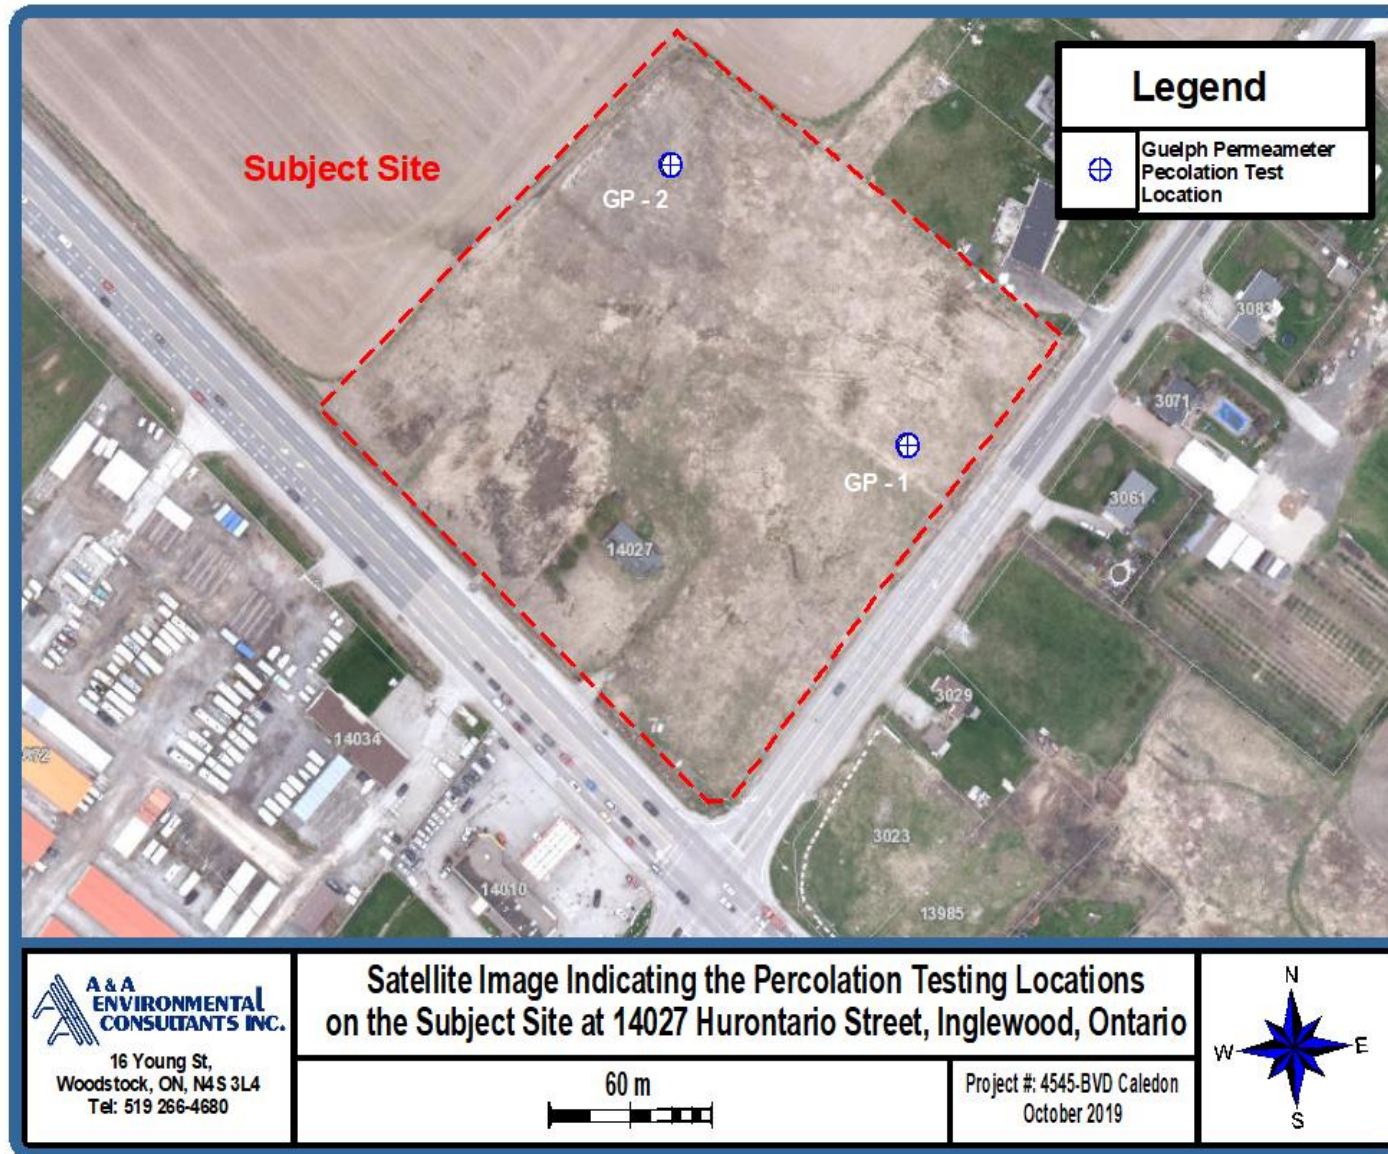 Legend
Guelph Permeameter
Pecolation Test
Location
Subject Site
GP - 2
GP - 1
3083
3071
3061
14027
3029
14034
3023
14010
13985
A & A
ENVIRONMENTAL
CONSULTANTS INC.
16 Young St,
Woodstock, ON, N4S 3L4
Tel: 519 266-4680
Satellite Image Indicating the Percolation Testing Locations
on the Subject Site at 14027 Hurontario Street, Inglewood, Ontario
60 m
Project #: 4545-BVD Caledon
October 2019
N
W
E
S